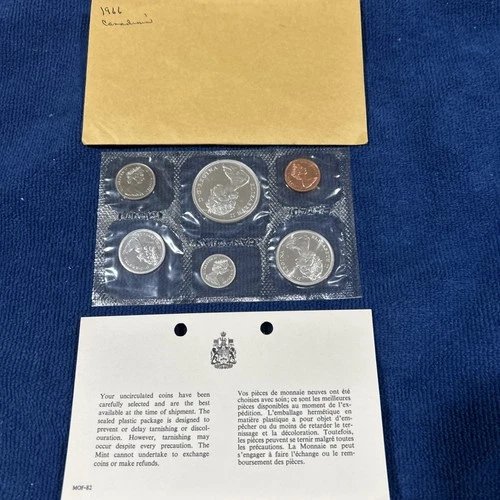 1966
Canadian
Your uncirculated coins have been
carefully selected and are the best
available at the time of shipment. The
sealed plastic package is designed to
prevent or delay tarnishing or discol-
ouration. However, tarnishing may
occur despite every precaution. The
Mint cannot undertake to exchange
coins or make refunds.
MOF-82
Vos pièces de monnaie neuves ont été
choisies avec soin; ce sont les meilleures
pièces disponibles au moment de l'ex-
pédition. L'emballage hermétique en
matière plastique a pour objet d'em-
pêcher ou du moins de retarder le ter-
nissage et la décoloration. Toutefois,
les pièces peuvent se ternir malgré toutes
les précautions. La Monnaie ne peut
s'engager à faire l'échange ou le rem-
boursement des pièces.